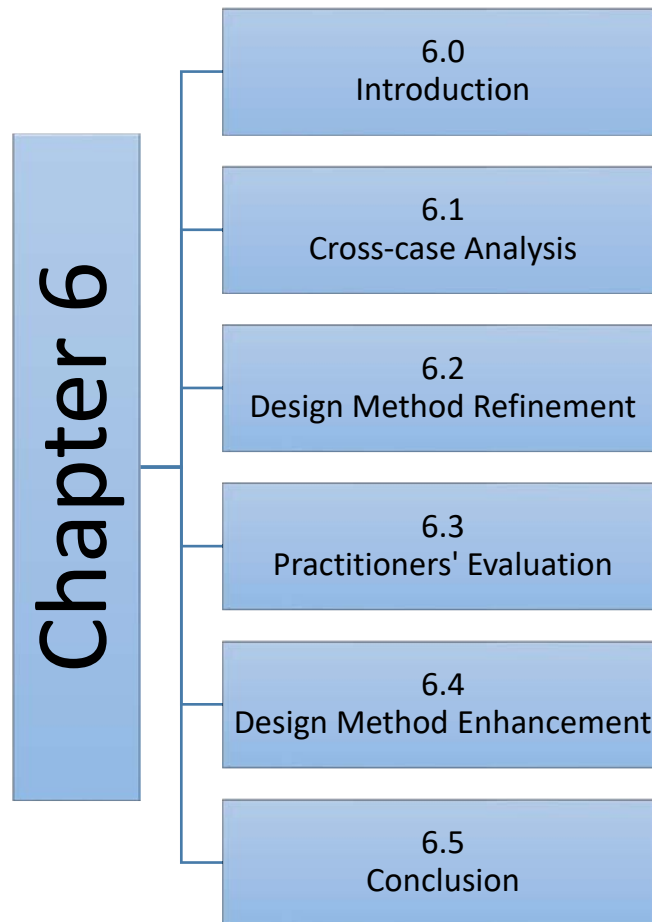 Chapter 6
6.0
Introduction
6.1
Cross-case Analysis
6.2
Design Method Refinement
6.3
Practitioners' Evaluation
6.4
Design Method Enhancement
6.5
Conclusion